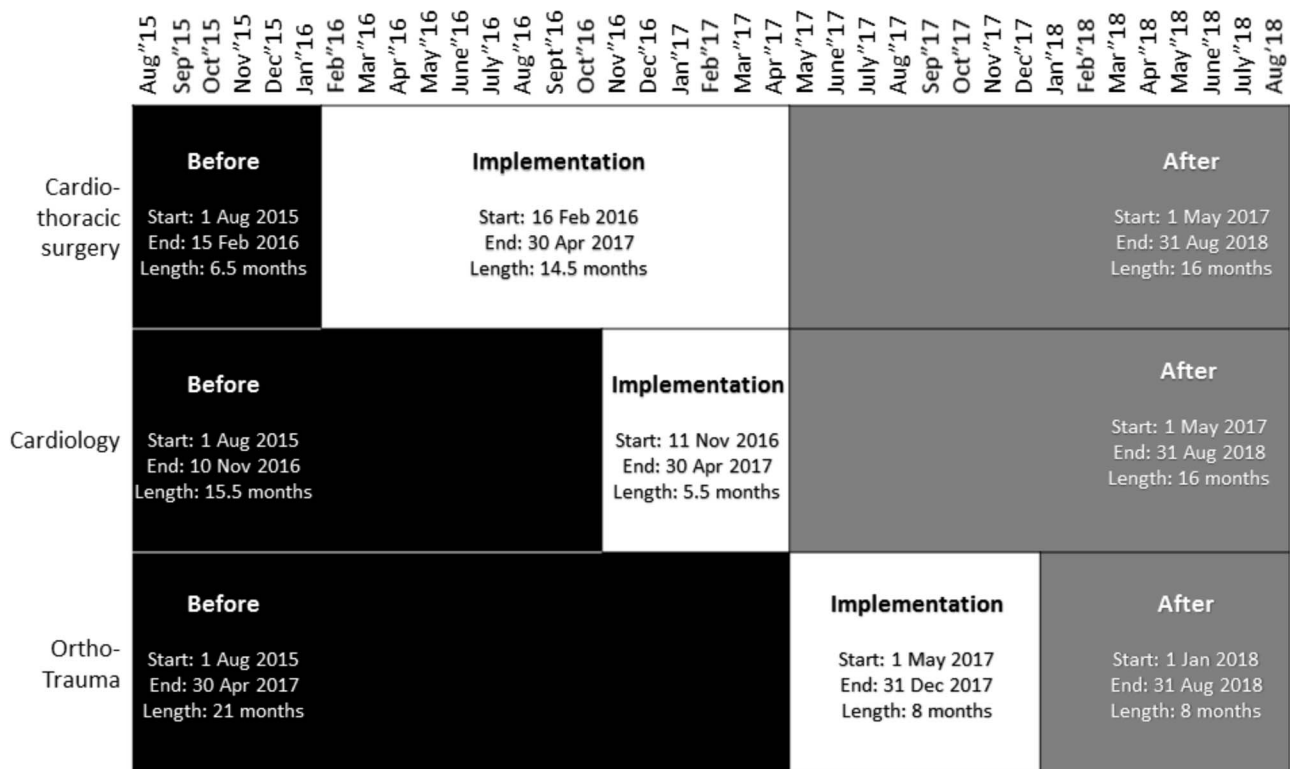 Aug"15 Sep"15 Oct"15 Nov"15 Dec"15 Jan"16 Feb"16 Mar"16 Apr"16 May"16 June"16 July"16 Aug"16 Sept"16 Oct"16 Nov"16 Dec"16 Jan"17 Feb"17 Mar"17 Apr"17 May"17 June"17 July"17 Aug"17 Sep"17 Oct"17 Nov"17 Dec"17 Jan"18 Feb"18 Mar"18 Apr"18 May"18 June"18 July"18 Aug'18
Cardio-
thoracic
surgery
Before
Start: 1 Aug 2015
End: 15 Feb 2016
Length: 6.5 months
Implementation
Start: 16 Feb 2016
End: 30 Apr 2017
Length: 14.5 months
After
Start: 1 May 2017
End: 31 Aug 2018
Length: 16 months
Cardiology
Before
Start: 1 Aug 2015
End: 10 Nov 2016
Length: 15.5 months
Implementation
Start: 11 Nov 2016
End: 30 Apr 2017
Length: 5.5 months
After
Start: 1 May 2017
End: 31 Aug 2018
Length: 16 months
Ortho-
Trauma
Before
Start: 1 Aug 2015
End: 30 Apr 2017
Length: 21 months
Implementation
Start: 1 May 2017
End: 31 Dec 2017
Length: 8 months
After
Start: 1 Jan 2018
End: 31 Aug 2018
Length: 8 months